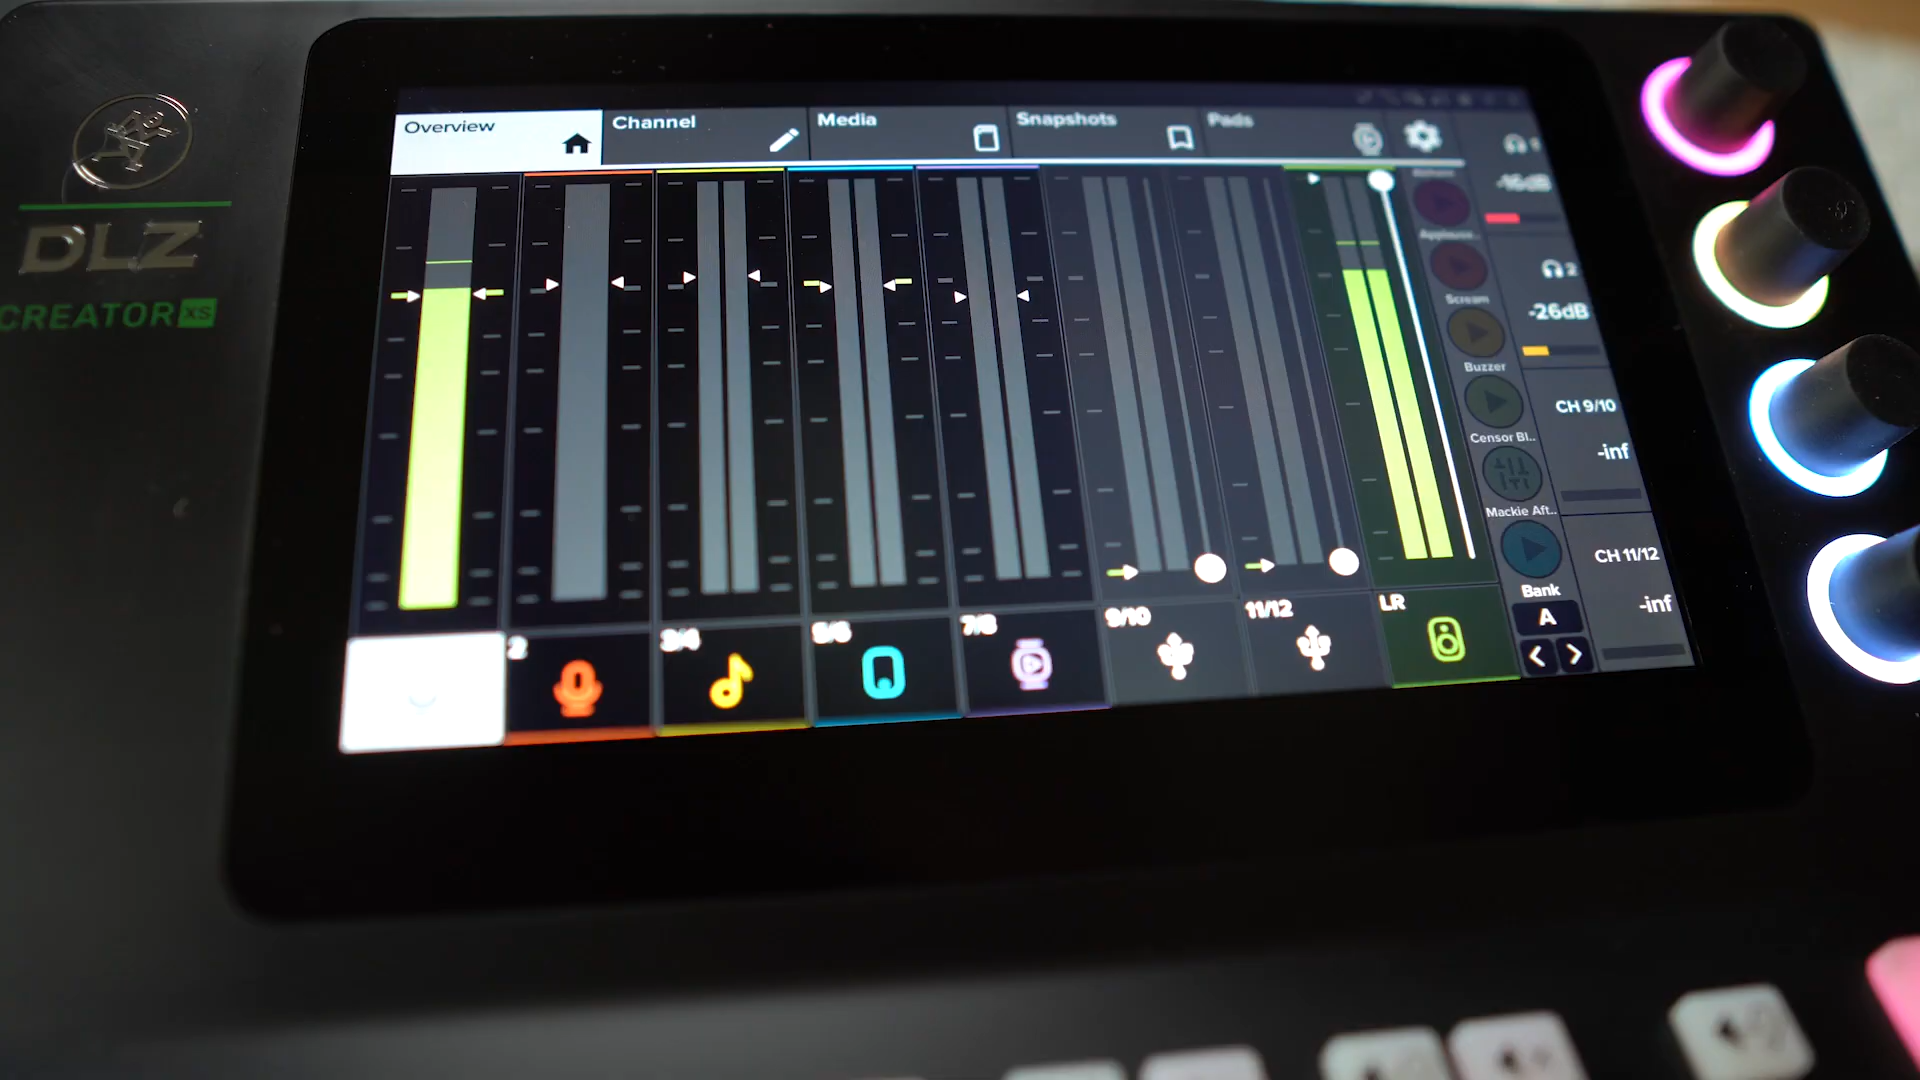 DLZ
CREATOR XS
Overview
Channel
Media
Snapshots
Pads
-16dB
Applause..
Scream
2
-26dB
Buzzer
CH 9/10
-inf
Censor Bl..
Mackie Aft..
CH 11/12
-inf
Bank
A
2
3/4
5/6
7/8
9/10
11/12
LR